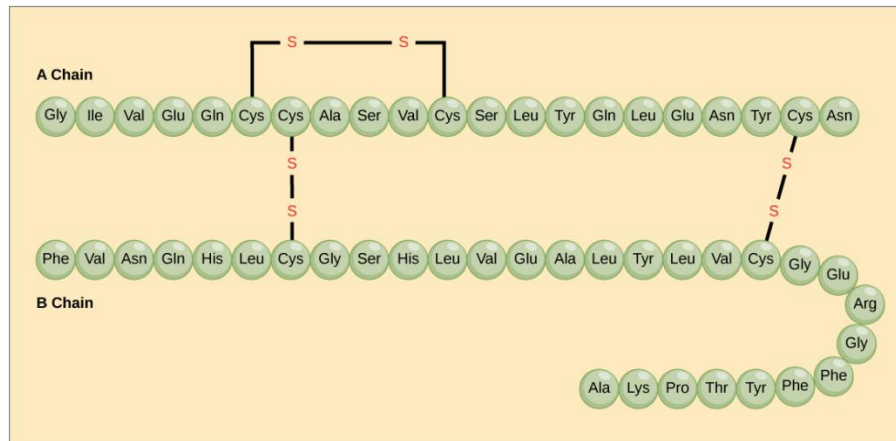 S S
A Chain
Gly Ile Val Glu Gln Cys Cys Ala Ser Val Cys Ser Leu Tyr Gln Leu Glu Asn Tyr Cys Asn
S S
S S
Phe Val Asn Gln His Leu Cys Gly Ser His Leu Val Glu Ala Leu Tyr Leu Val Cys Gly Glu
B Chain
Arg
Gly
Ala Lys Pro Thr Tyr Phe Phe